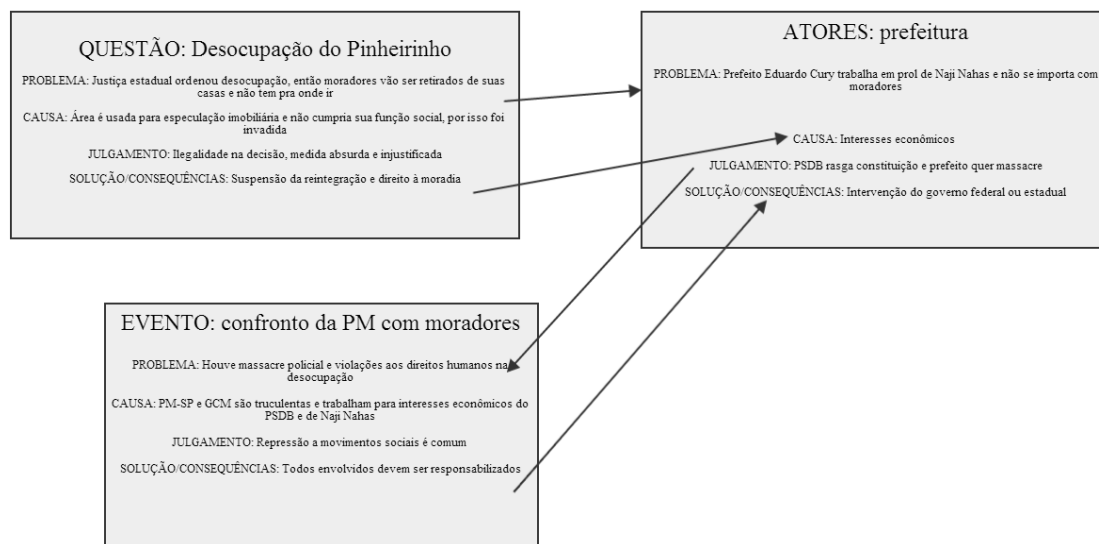 QUESTÃO: Desocupação do Pinheirinho
PROBLEMA: Justiça estadual ordenou desocupação, então moradores vão ser retirados de suas
casas e não tem pra onde ir
CAUSA: Área é usada para especulação imobiliária e não cumpria sua função social, por isso foi
invadida
JULGAMENTO: Ilegalidade na decisão, medida absurda e injustificada
SOLUÇÃO/CONSEQUÊNCIAS: Suspensão da reintegração e direito à moradia
ATORES: prefeitura
PROBLEMA: Prefeito Eduardo Cury trabalha em prol de Naji Nahas e não se importa com
moradores
CAUSA: Interesses econômicos
JULGAMENTO: PSDB rasga constituição e prefeito quer massacre
SOLUÇÃO/CONSEQUÊNCIAS: Intervenção do governo federal ou estadual
EVENTO: confronto da PM com moradores
PROBLEMA: Houve massacre policial e violações aos direitos humanos na
desocupação
CAUSA: PM-SP e GCM são truculentas e trabalham para interesses econômicos do
PSDB e de Naji Nahas
JULGAMENTO: Repressão a movimentos sociais é comum
SOLUÇÃO/CONSEQUÊNCIAS: Todos envolvidos devem ser responsabilizados